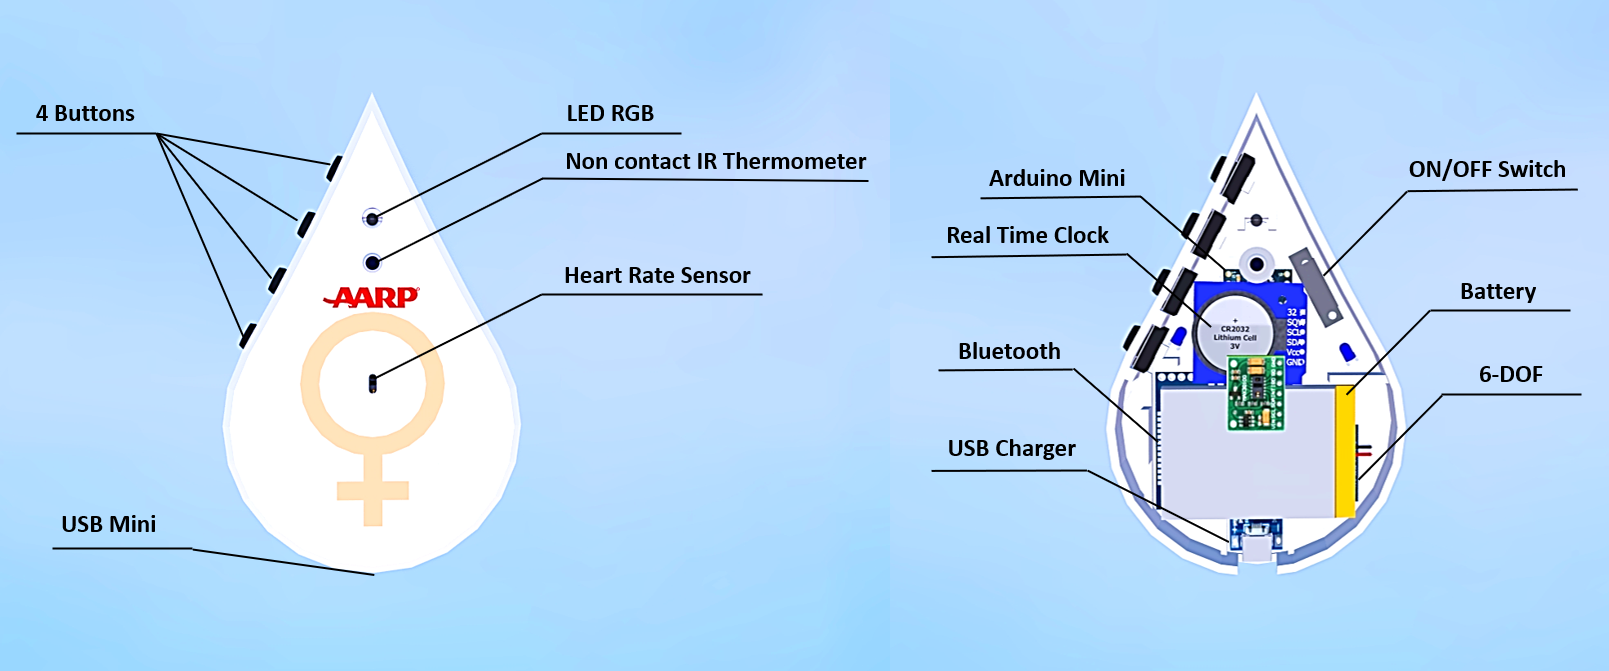 4 Buttons
LED RGB
Non contact IR Thermometer
AARP
Heart Rate Sensor
USB Mini
Arduino Mini
ON/OFF Switch
Real Time Clock
Battery
32
SQW
SCL
SDA
Vcc
GND
+
CR2032
Lithium Cell
3V
Bluetooth
6-DOF
USB Charger